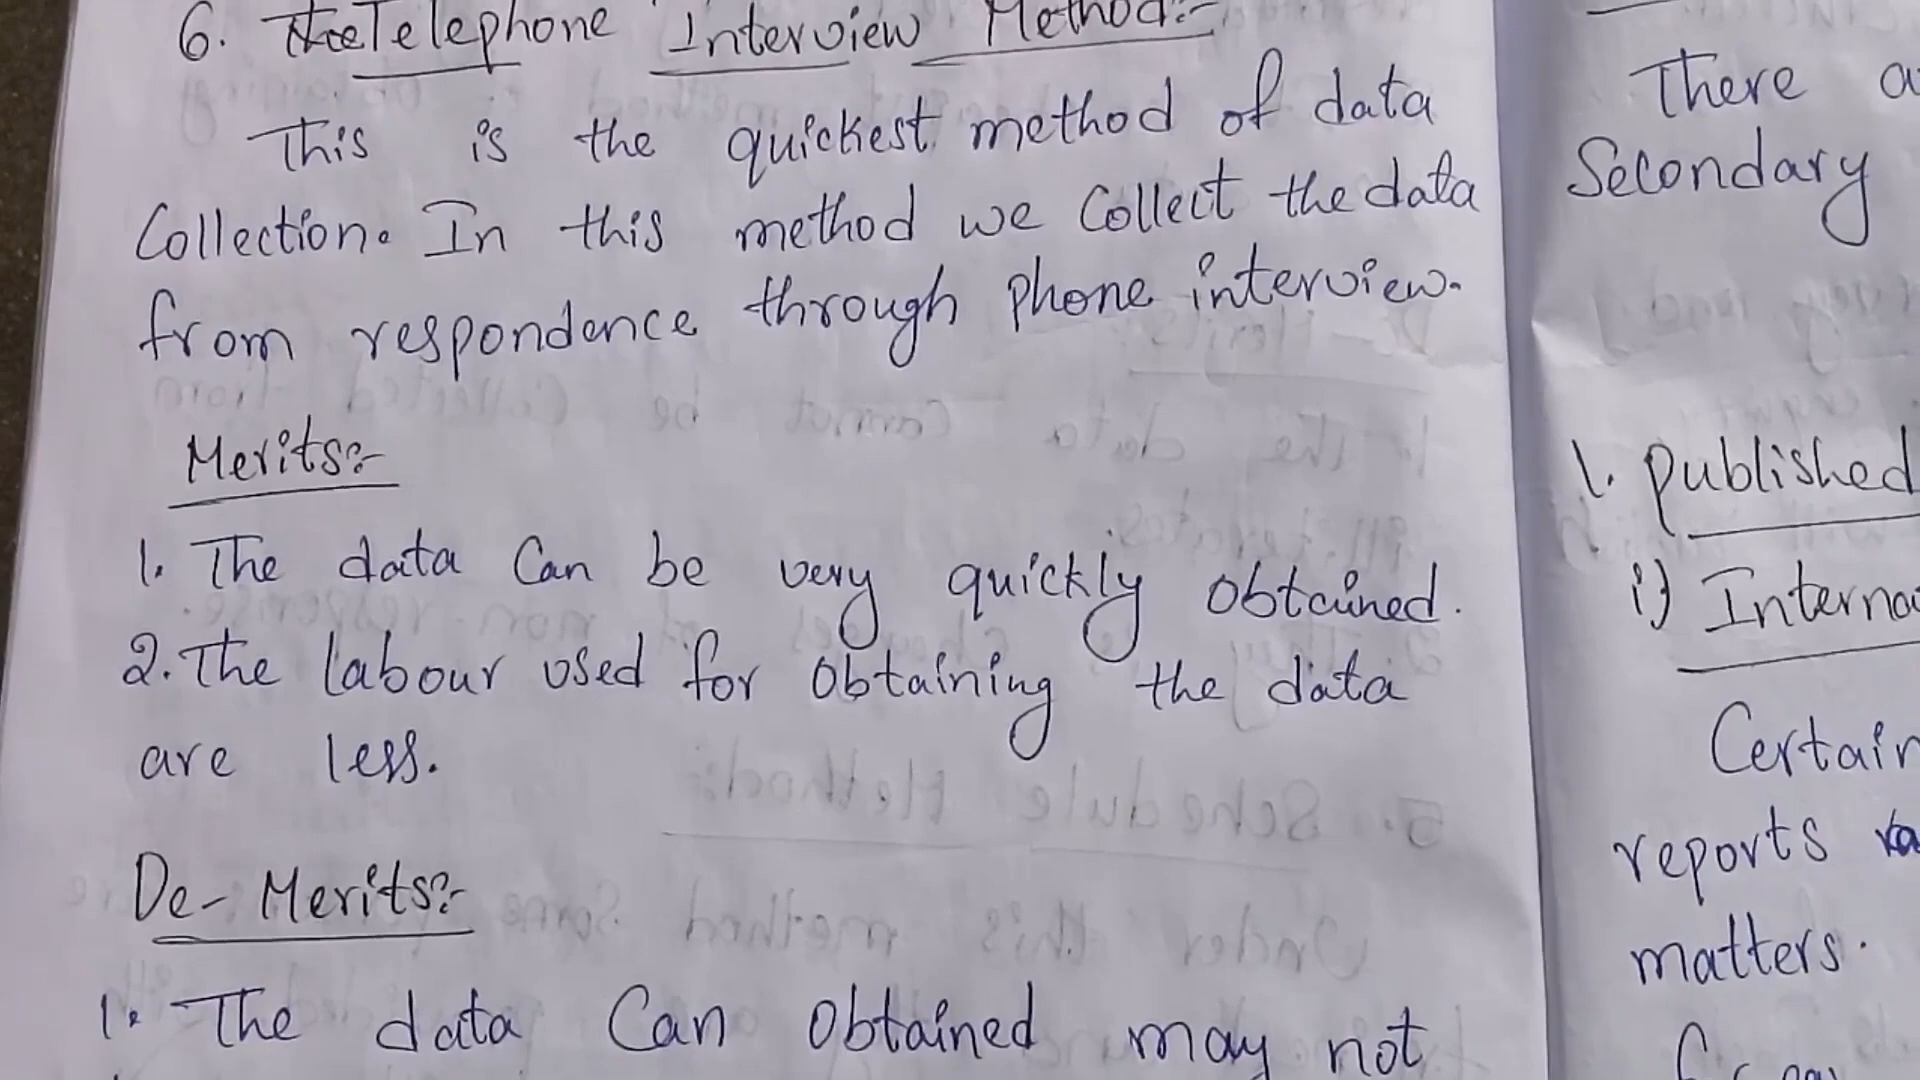 6. The Telephone Interview Method:-
This is the quickest method of data
Collection. In this method we Collect the data
from respondance through phone interview.
Merits:-
1. The data Can be very quickly obtained.
2. The labour used for obtaining the data
are less.
De-Merits:-
1. The data Can obtained may not
There
Secondary
1. published
i)
Certain
reports
matters.